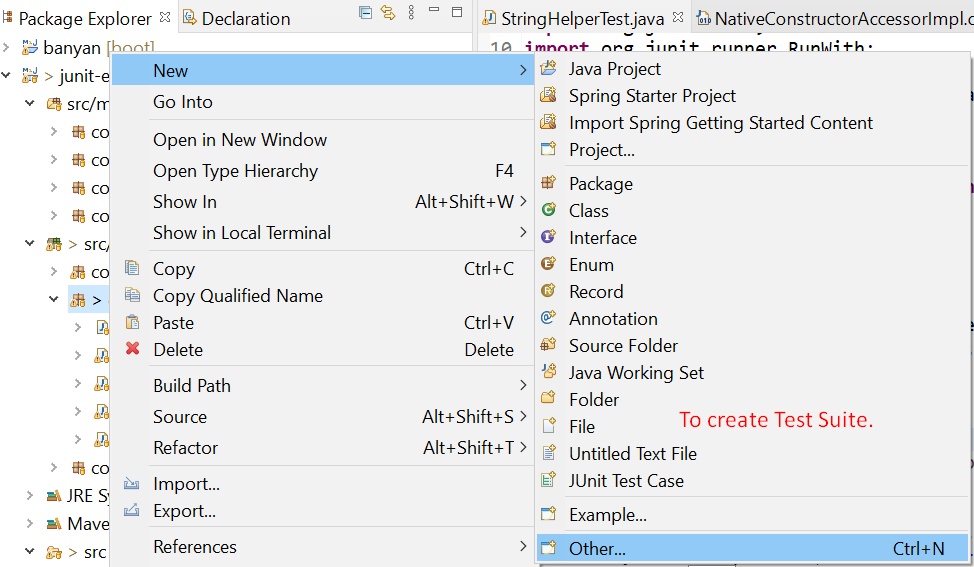 Package Explorer Declaration
StringHelperTest.java NativeConstructorAccessorImpl.c
10 import org.junit.runner.RunWith;
banyan [boot]
> junit-e
src/m
co
co
co
co
> src/
co
>
co
JRE Sy
Mave
> src
New
Go Into
Open in New Window
Open Type Hierarchy F4
Show In Alt+Shift+W >
Show in Local Terminal
Copy Ctrl+C
Copy Qualified Name
Paste Ctrl+V
Delete Delete
Build Path
Source Alt+Shift+S >
Refactor Alt+Shift+T >
Import...
Export...
References
Java Project
Spring Starter Project
Import Spring Getting Started Content
Project...
Package
Class
Interface
Enum
Record
Annotation
Source Folder
Java Working Set
Folder
File
Untitled Text File
JUnit Test Case
Example...
Other... Ctrl+N
To create Test Suite.